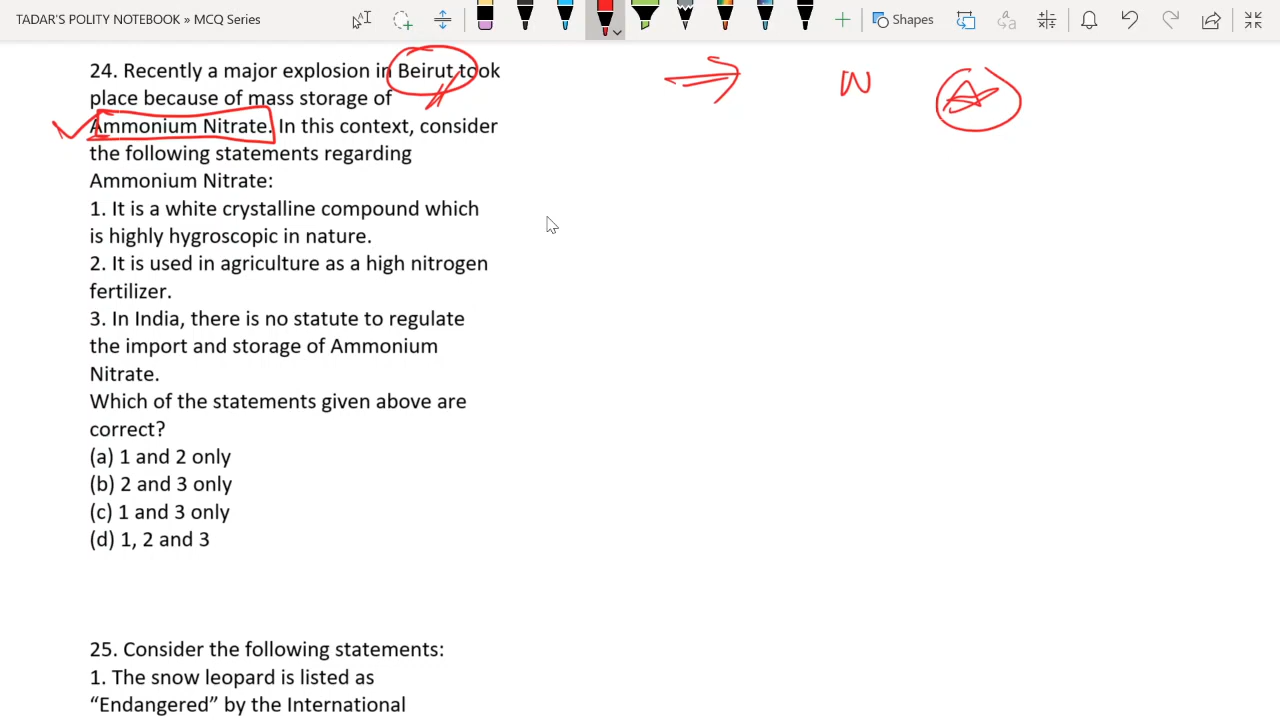 TADAR'S POLITY NOTEBOOK » MCQ Series
Shapes
24. Recently a major explosion in Beirut took
place because of mass storage of
Ammonium Nitrate. In this context, consider
the following statements regarding
Ammonium Nitrate:
1. It is a white crystalline compound which
is highly hygroscopic in nature.
2. It is used in agriculture as a high nitrogen
fertilizer.
3. In India, there is no statute to regulate
the import and storage of Ammonium
Nitrate.
Which of the statements given above are
correct?
(a) 1 and 2 only
(b) 2 and 3 only
(c) 1 and 3 only
(d) 1, 2 and 3
N
25. Consider the following statements:
1. The snow leopard is listed as
“Endangered” by the International